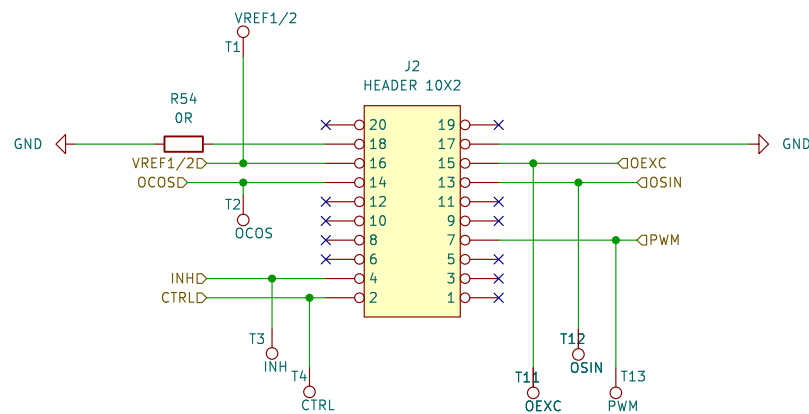 VREF1/2
T1
J2
HEADER 10X2
R54
0R
20 19
GND 18 17 GND
VREF1/2 16 15 OEXC
OCOS 14 13 OSIN
T2 12 11
10 9
OCOS
8 7 PWM
6 5
INH 4 3
CTRL 2 1
T3 T12
INH OSIN
T4 T11 T13
CTRL OEXC PWM